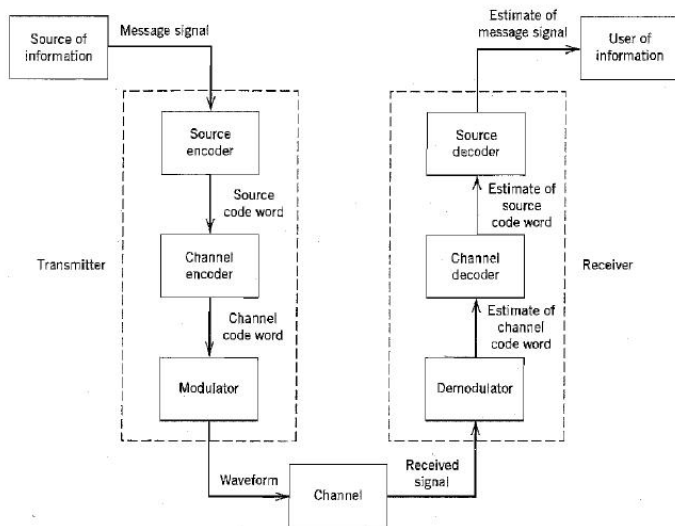 Source of
information
Message signal
Estimate of
message signal
User of
information
Source
encoder
Source
decoder
Source
code word
Estimate of
source
code word
Transmitter
Channel
encoder
Channel
decoder
Receiver
Channel
code word
Estimate of
channel
code word
Modulator
Demodulator
Waveform
Channel
Received
signal